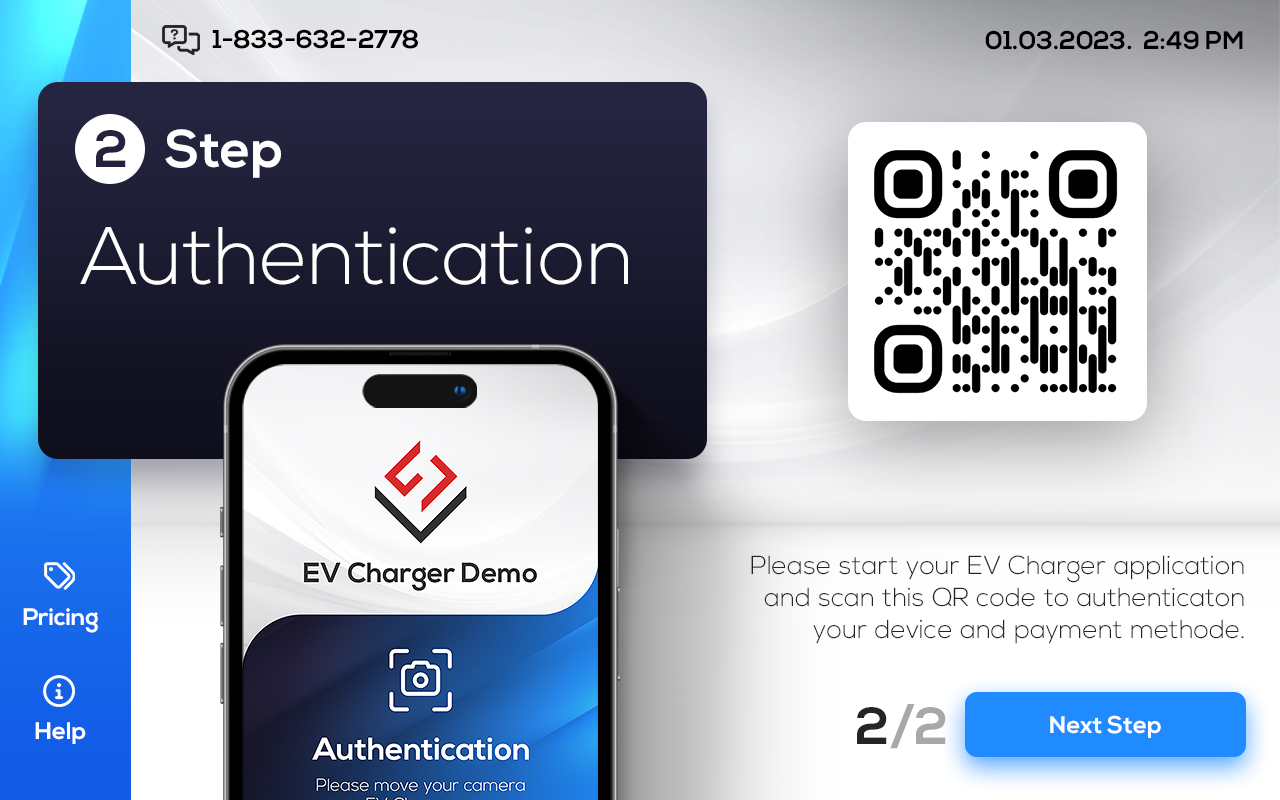 1-833-632-2778
01.03.2023. 2:49 PM
2 Step
Authentication
EV Charger Demo
Authentication
Please move your camera
Please start your EV Charger application
and scan this QR code to authenticaton
your device and payment methode.
2/2
Next Step
Pricing
Help